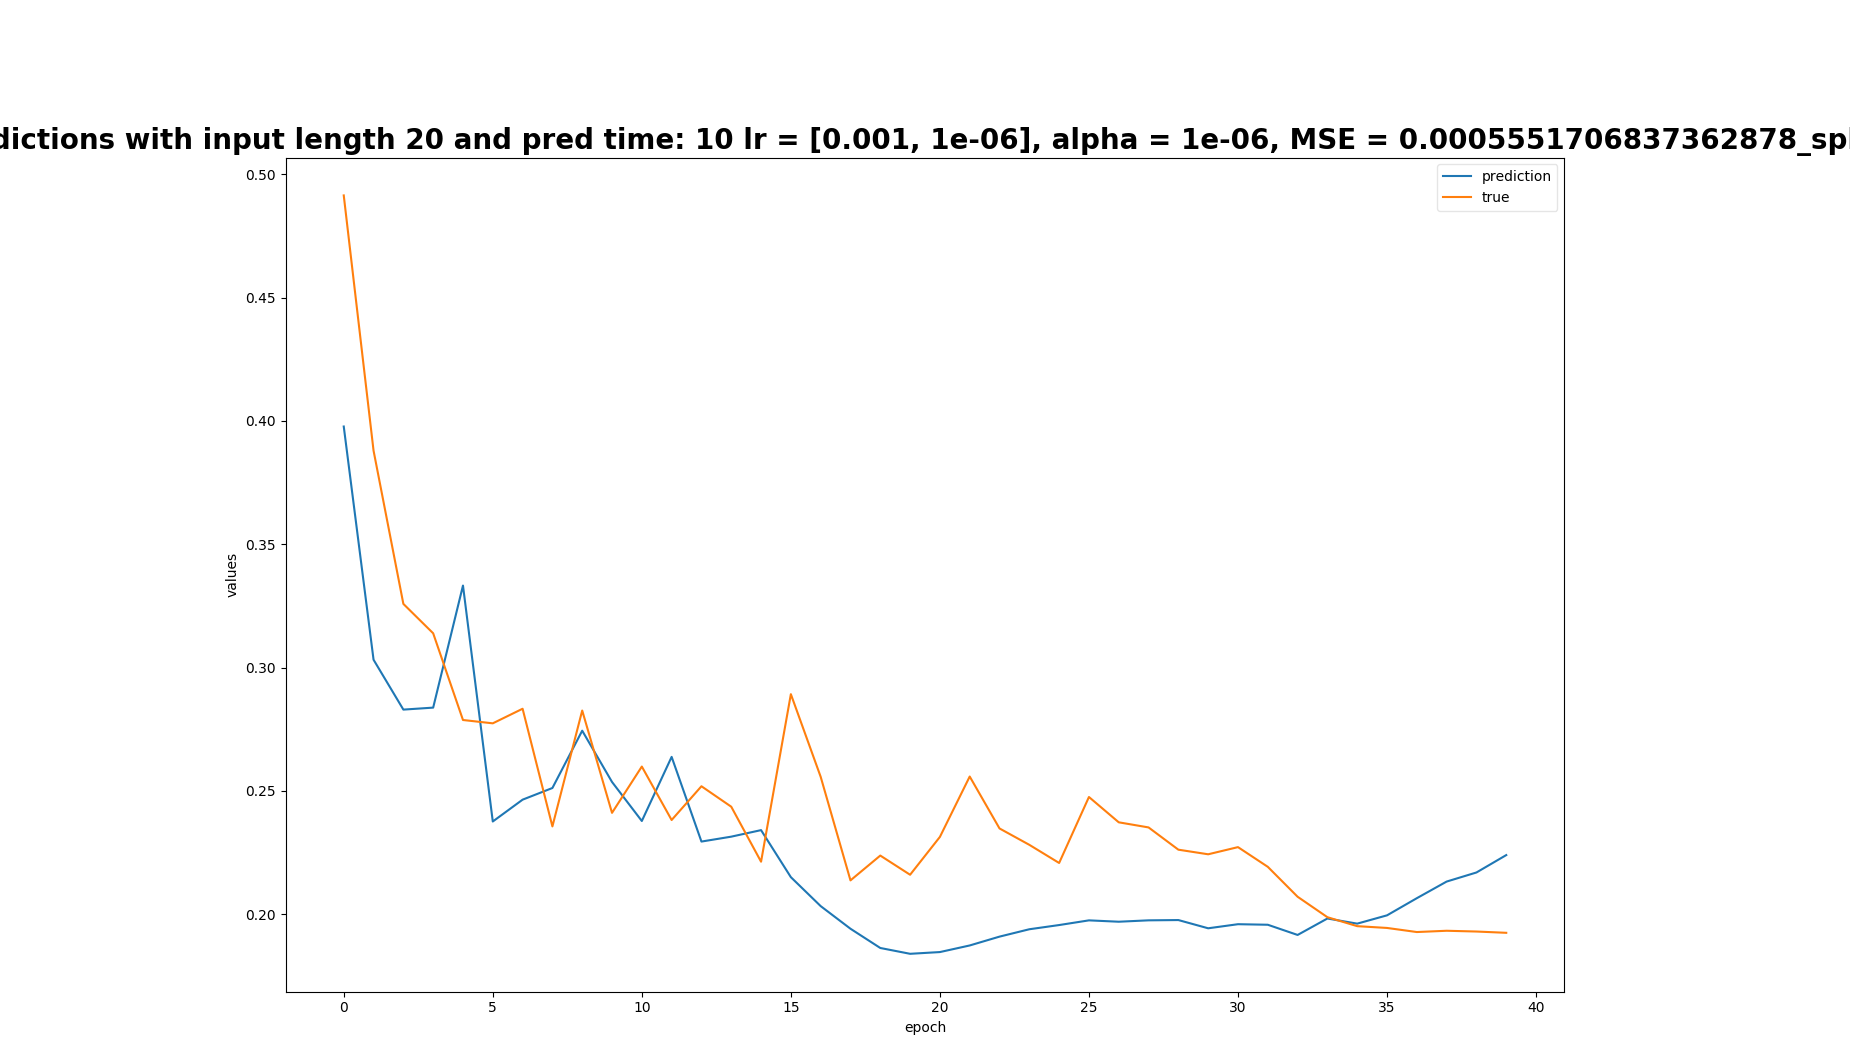 dictions with input length 20 and pred time: 10 lr = [0.001, 1e-06], alpha = 1e-06, MSE = 0.0005551706837362878_spl
prediction
true
0.50
0.45
0.40
0.35
0.30
0.25
0.20
values
0 5 10 15 20 25 30 35 40
epoch